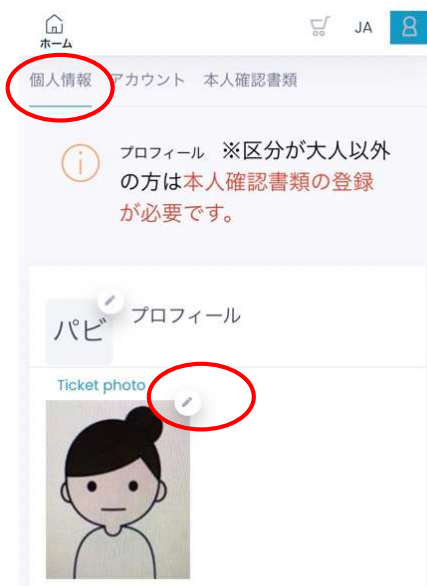 JA
ホーム
個人情報 アカウント 本人確認書類
プロフィール ※区分が大人以外
の方は本人確認書類の登録
が必要です。
パビ
プロフィール
Ticket photo